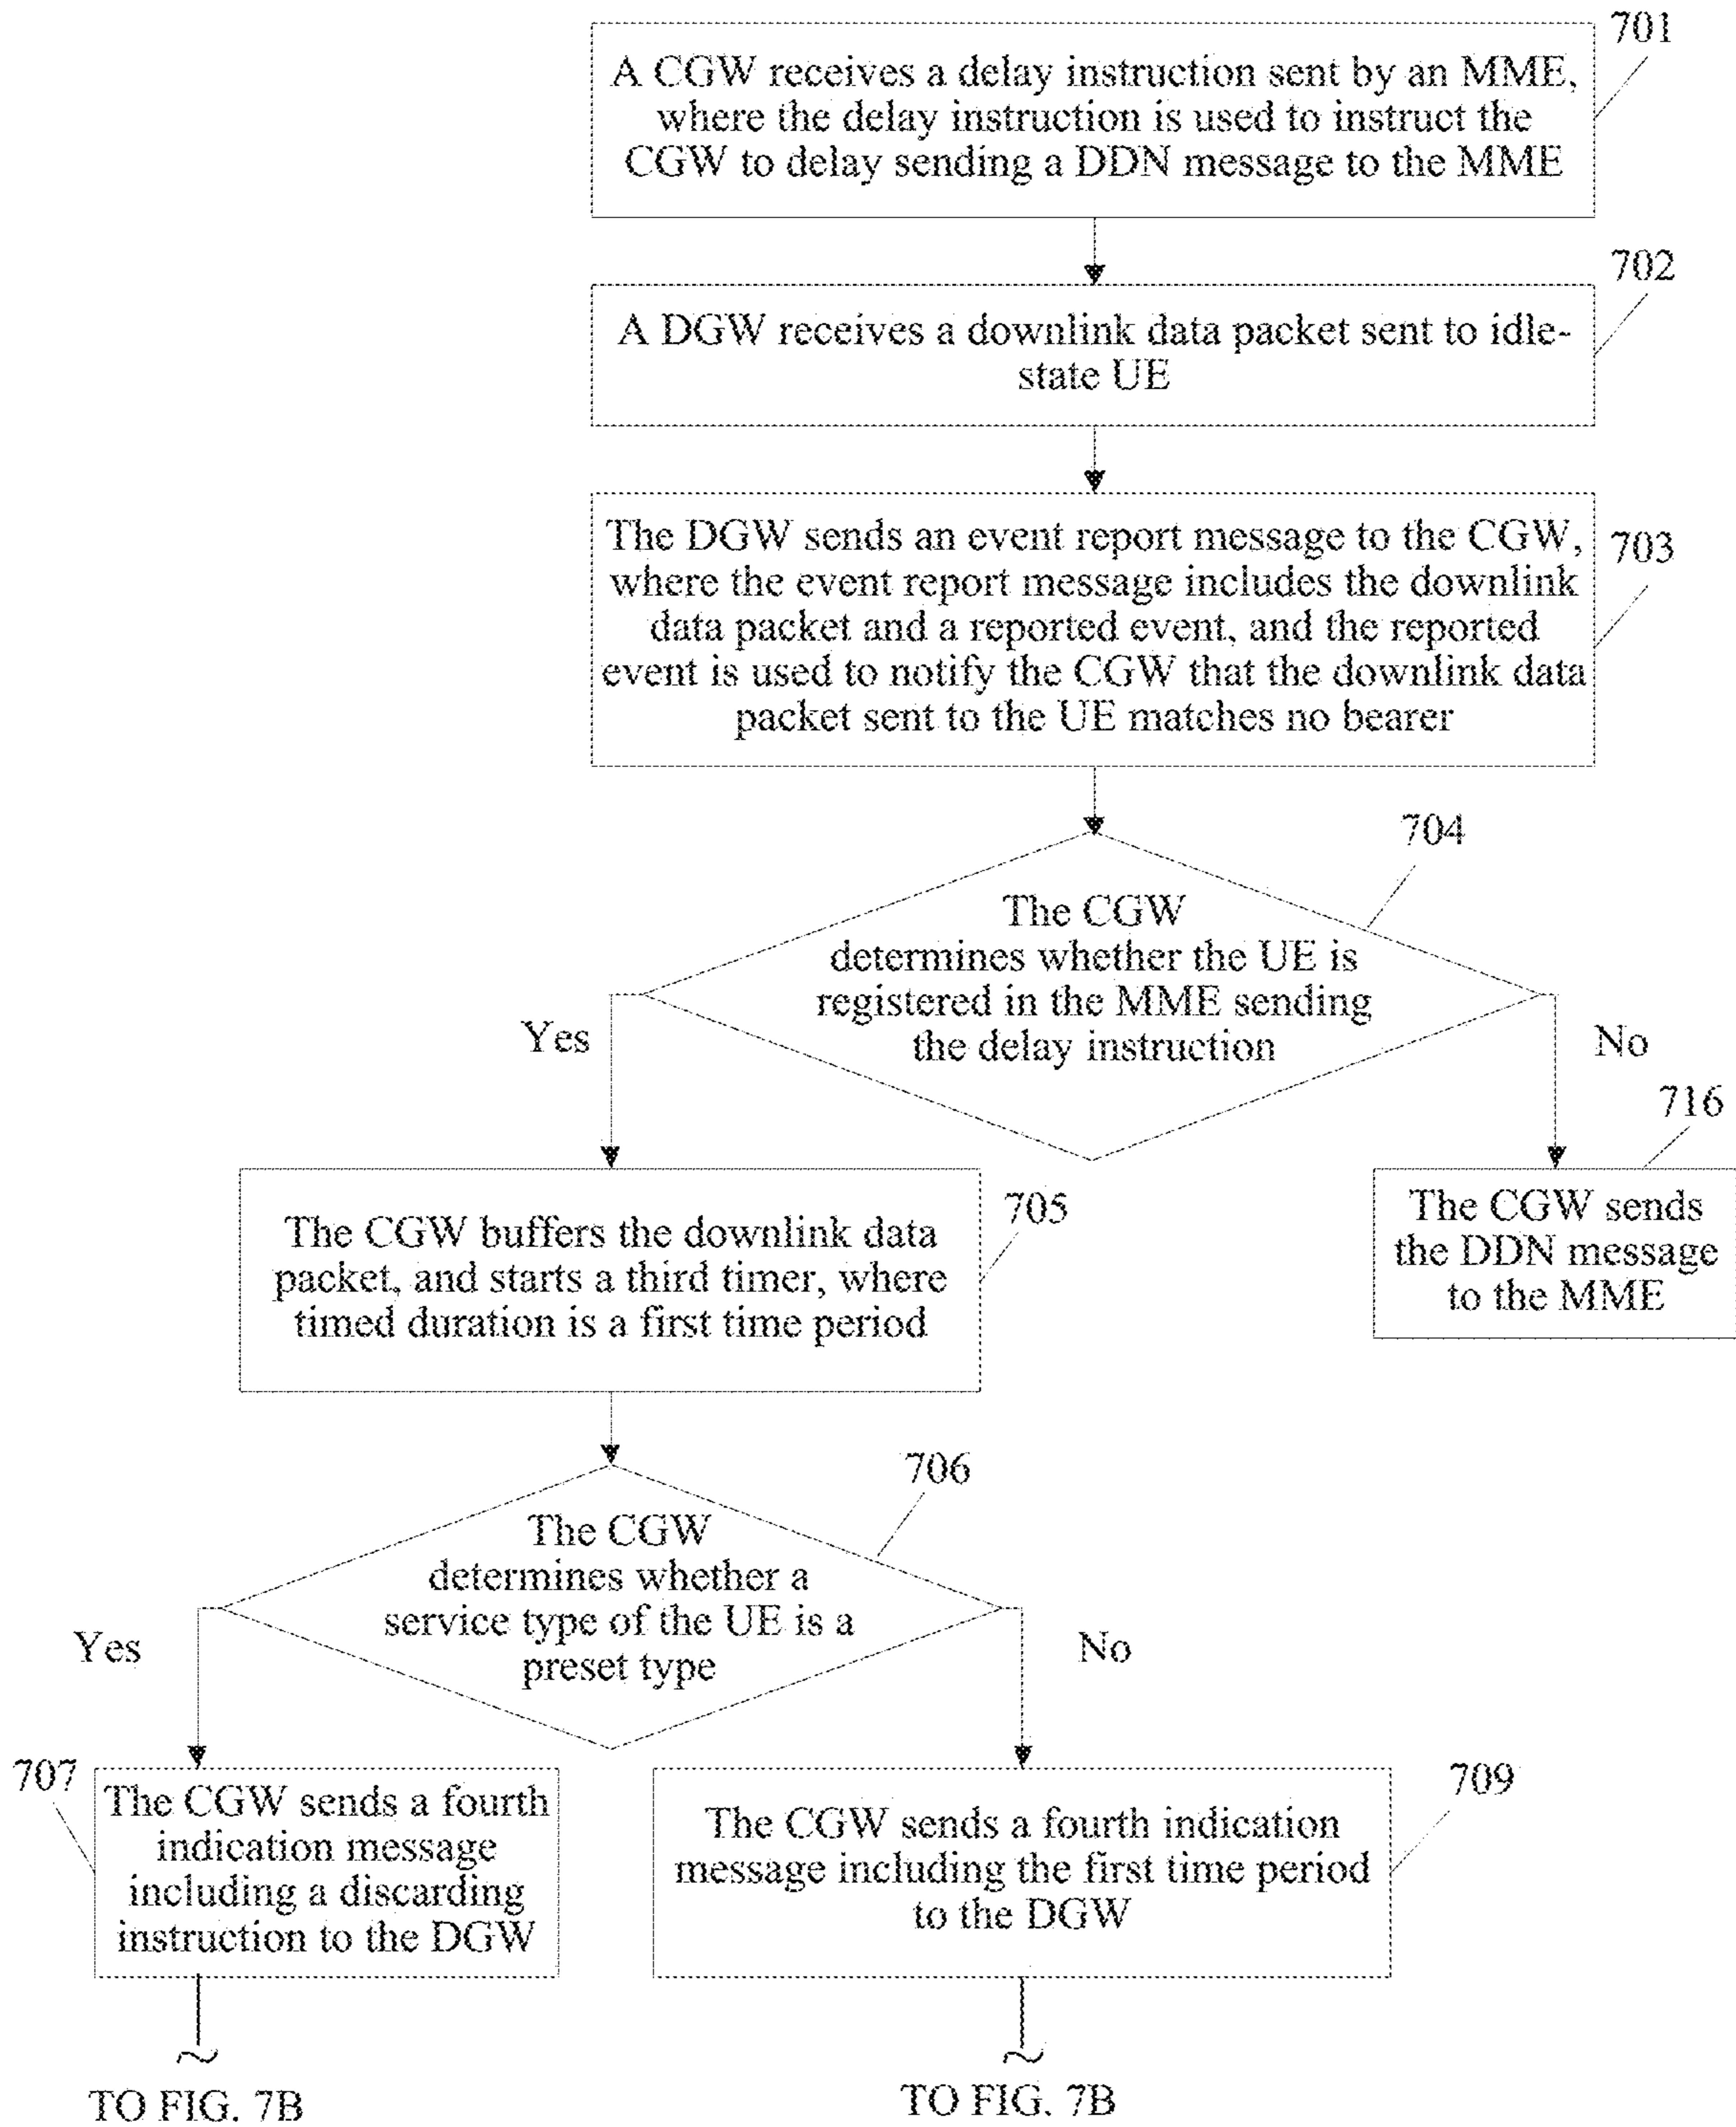 701
A CGW receives a delay instruction sent by an MME,
where the delay instruction is used to instruct the
CGW to delay sending a DDN message to the MME
702
A DGW receives a downlink data packet sent to idle-
state UE
The DGW sends an event report message to the CGW,
703
where the event report message includes the downlink
data packet and a reported event, and the reported
event is used to notify the CGW that the downlink data
packet sent to the UE matches no bearer
704
The CGW
determines whether the UE is
registered in the MME sending
the delay instruction
Yes
No
716
705
The CGW buffers the downlink data
packet, and starts a third timer, where
timed duration is a first time period
The CGW sends
the DDN message
to the MME
706
The CGW
determines whether a
service type of the UE is a
preset type
Yes
No
707
The CGW sends a fourth
indication message
including a discarding
instruction to the DGW
709
The CGW sends a fourth indication
message including the first time period
to the DGW
TO FIG. 7B
TO FIG. 7B